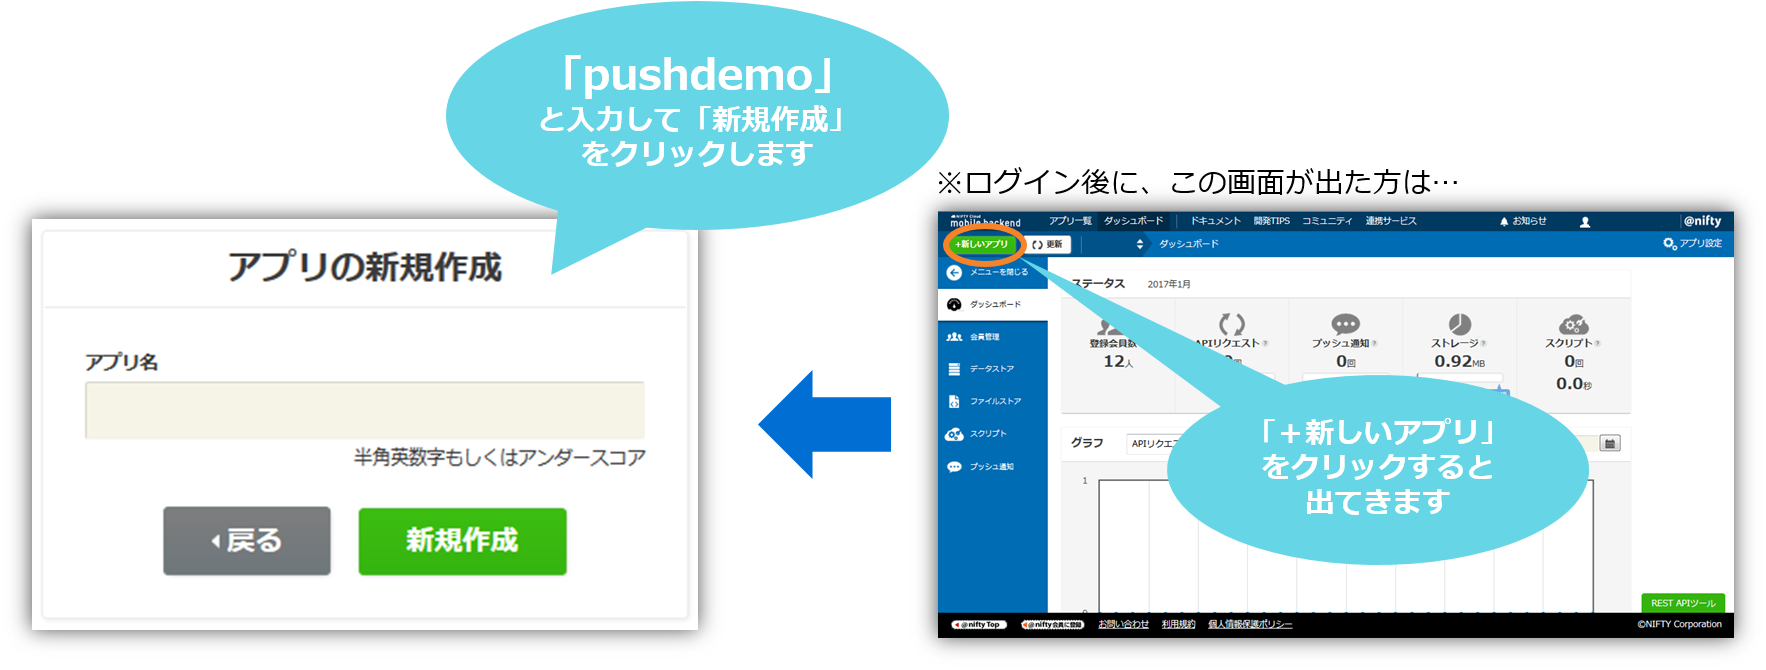 「pushdemo」
と入力して「新規作成」
をクリックします
アプリの新規作成
アプリ名
半角英数字もしくはアンダースコア
戻る
新規作成
※ログイン後に、この画面が出た方は…
NIFTY Cloud
mobile backend
アプリ一覧 ダッシュボード ドキュメント 開発TIPS コミュニティ 連携サービス お知らせ @nifty
+新しいアプリ 更新 ダッシュボード アプリ設定
メニューを閉じる
ダッシュボード
会員管理
データストア
ファイルストア
スクリプト
プッシュ通知
ステータス 2017年1月
登録会員数 APIリクエスト プッシュ通知 ストレージ スクリプト
12人 0回 0.92MB 0回
0.0秒
グラフ APIリクエ
1
0
「＋新しいアプリ」
をクリックすると
出てきます
REST APIツール
@nifty Top @nifty会員に登録 お問い合わせ 利用規約 個人情報保護ポリシー ©NIFTY Corporation